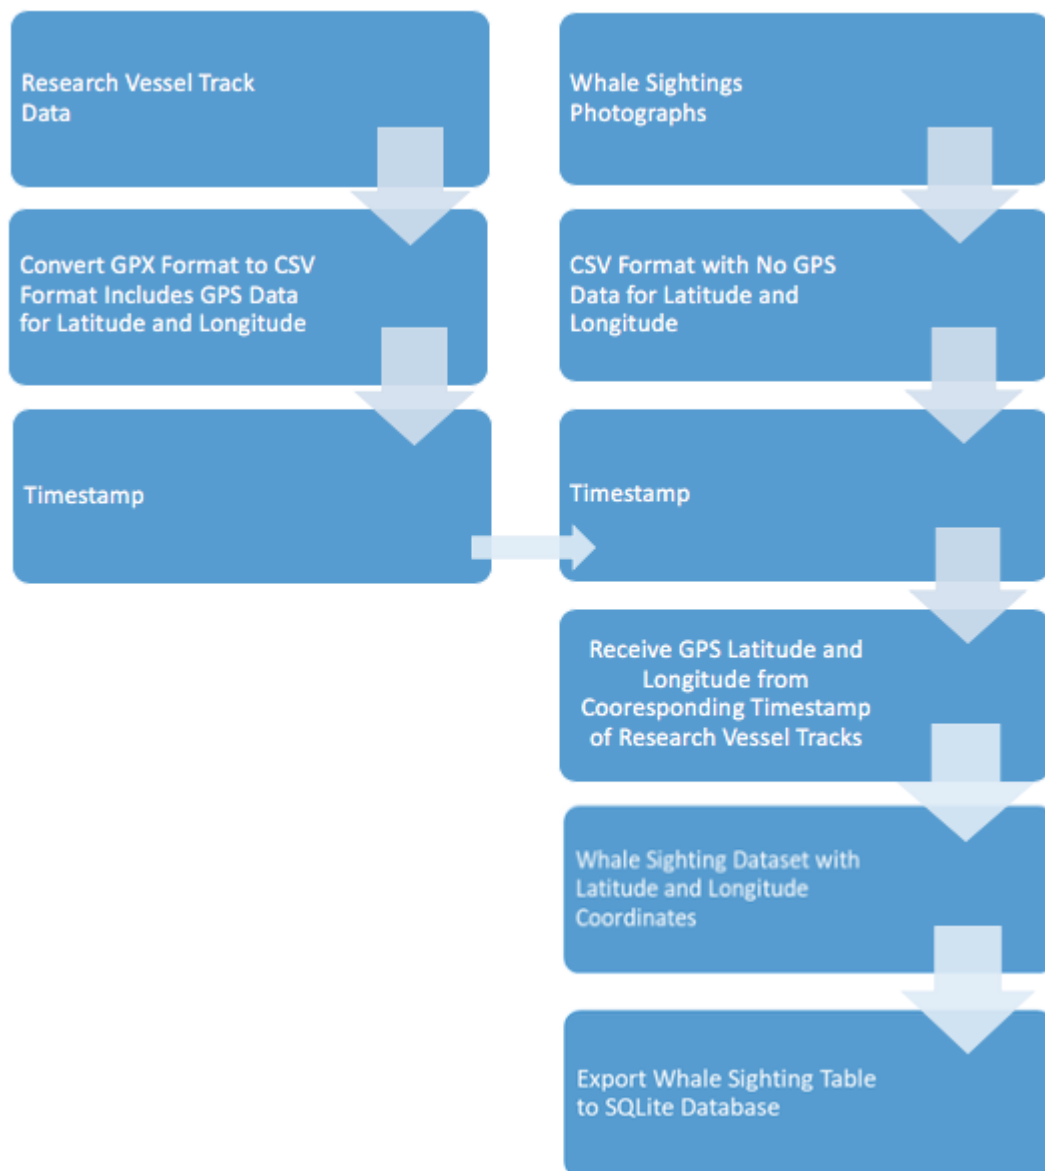 Research Vessel Track
Data
Convert GPX Format to CSV
Format Includes GPS Data
for Latitude and Longitude
Timestamp
Whale Sightings
Photographs
CSV Format with No GPS
Data for Latitude and
Longitude
Timestamp
Receive GPS Latitude and
Longitude from
Cooresponding Timestamp
of Research Vessel Tracks
Whale Sighting Dataset with
Latitude and Longitude
Coordinates
Export Whale Sighting Table
to SQLite Database